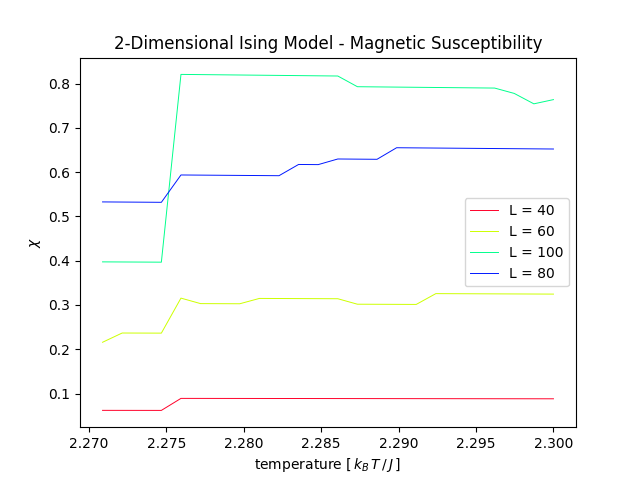 2-Dimensional Ising Model - Magnetic Susceptibility
0.8
0.7
0.6
0.5
0.4
0.3
0.2
0.1
χ
L = 40
L = 60
L = 100
L = 80
2.270 2.275 2.280 2.285 2.290 2.295 2.300
temperature [ k_B T / J ]